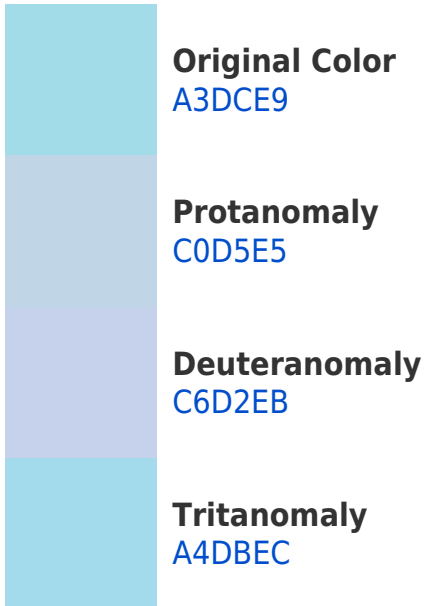 Original Color
A3DCE9
Protanomaly
C0D5E5
Deuteranomaly
C6D2EB
Tritanomaly
A4DBEC